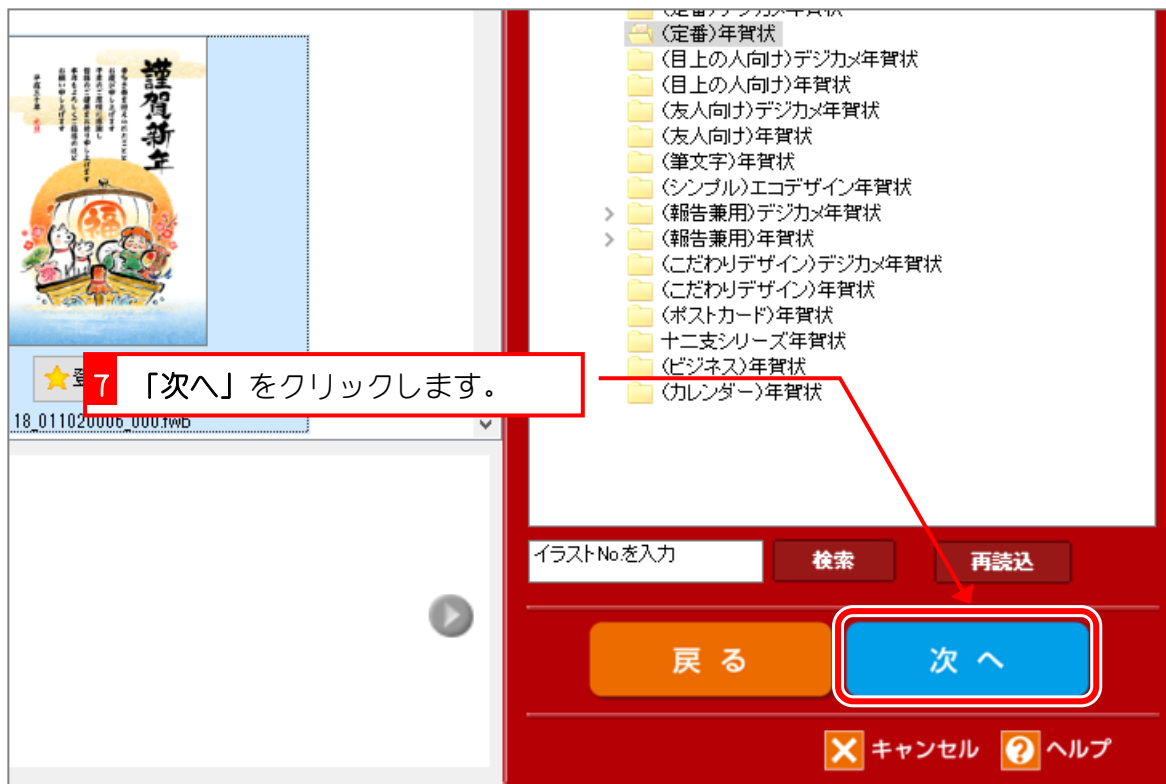 謹賀新年
(定番)年賀状
(目上の人向け)デジカメ年賀状
(目上の人向け)年賀状
(友人向け)デジカメ年賀状
(友人向け)年賀状
(筆文字)年賀状
(シンプル)エコデザイン年賀状
(報告兼用)デジカメ年賀状
(報告兼用)年賀状
(こだわりデザイン)デジカメ年賀状
(こだわりデザイン)年賀状
(ポストカード)年賀状
十二支シリーズ年賀状
(ビジネス)年賀状
(カレンダー)年賀状
福
平成三十年 元旦
7 「次へ」をクリックします。
18_011020006_000.fwb
イラストNo.を入力
検索
再読込
戻る
次へ
キャンセル
ヘルプ